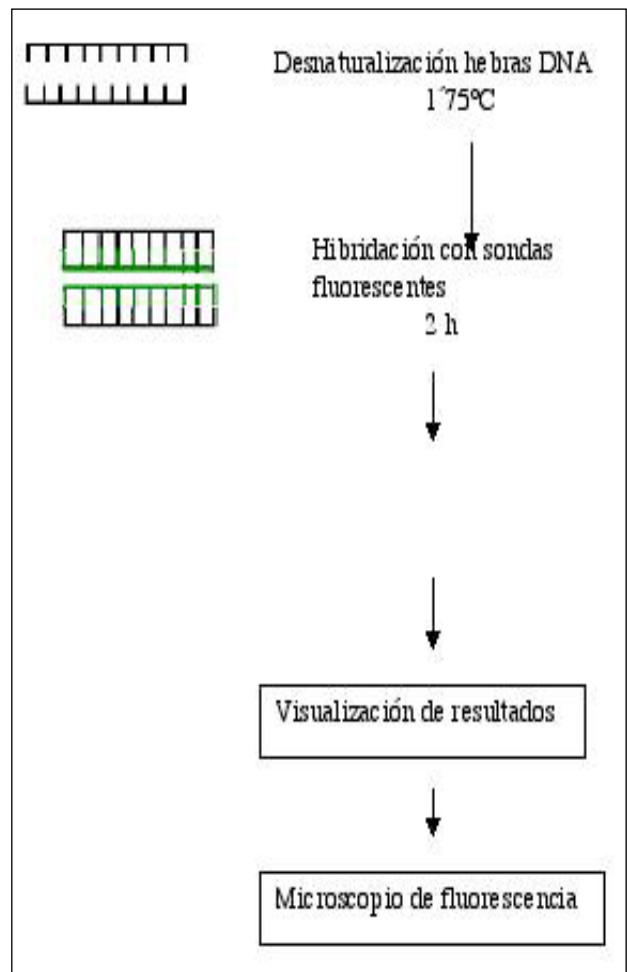 Desnaturalización hebras DNA
1´75ºC
Hibridación con sondas
fluorescentes
2 h
Visualización de resultados
Microscopio de fluorescencia